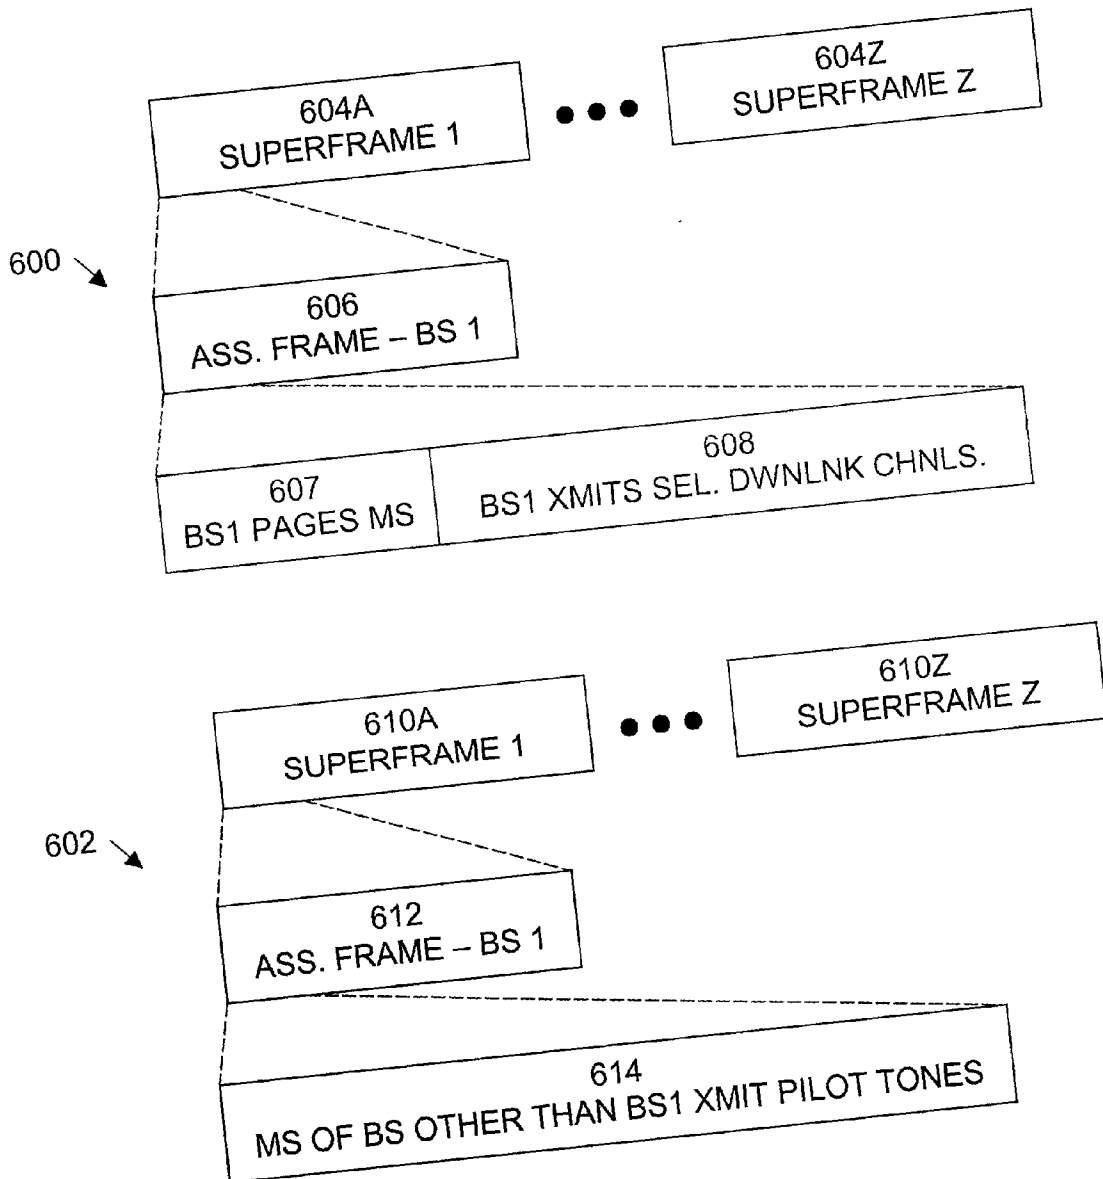 604A
SUPERFRAME 1
604Z
SUPERFRAME Z
600
606
ASS. FRAME – BS 1
607
BS1 PAGES MS
608
BS1 XMITS SEL. DWNLNK CHNLS.
610A
SUPERFRAME 1
610Z
SUPERFRAME Z
602
612
ASS. FRAME – BS 1
614
MS OF BS OTHER THAN BS1 XMIT PILOT TONES